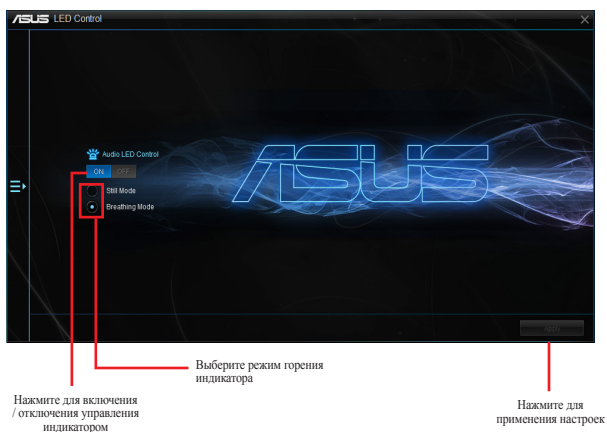 ASUS LED Control
Audio LED Control
ON OFF
Still Mode
Breathing Mode
ASUS
Apply
Выберите режим горения
индикатора
Нажмите для включения
/ отключения управления
индикатором
Нажмите для
применения настроек